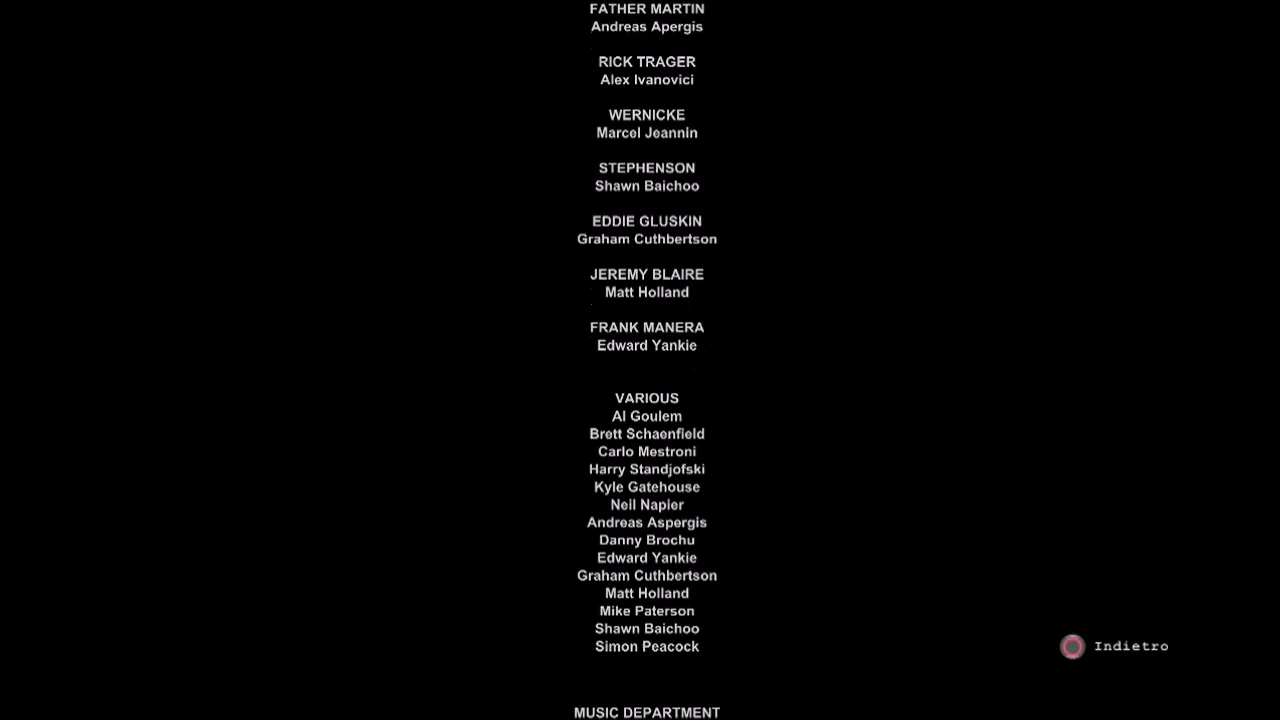 FATHER MARTIN
Andreas Apergis
RICK TRAGER
Alex Ivanovici
WERNICKE
Marcel Jeannin
STEPHENSON
Shawn Baichoo
EDDIE GLUSKIN
Graham Cuthbertson
JEREMY BLAIRE
Matt Holland
FRANK MANERA
Edward Yankie
VARIOUS
Al Goulem
Brett Schaenfield
Carlo Mestroni
Harry Standjofski
Kyle Gatehouse
Neil Napier
Andreas Aspergis
Danny Brochu
Edward Yankie
Graham Cuthbertson
Matt Holland
Mike Paterson
Shawn Baichoo
Simon Peacock
Indietro
MUSIC DEPARTMENT